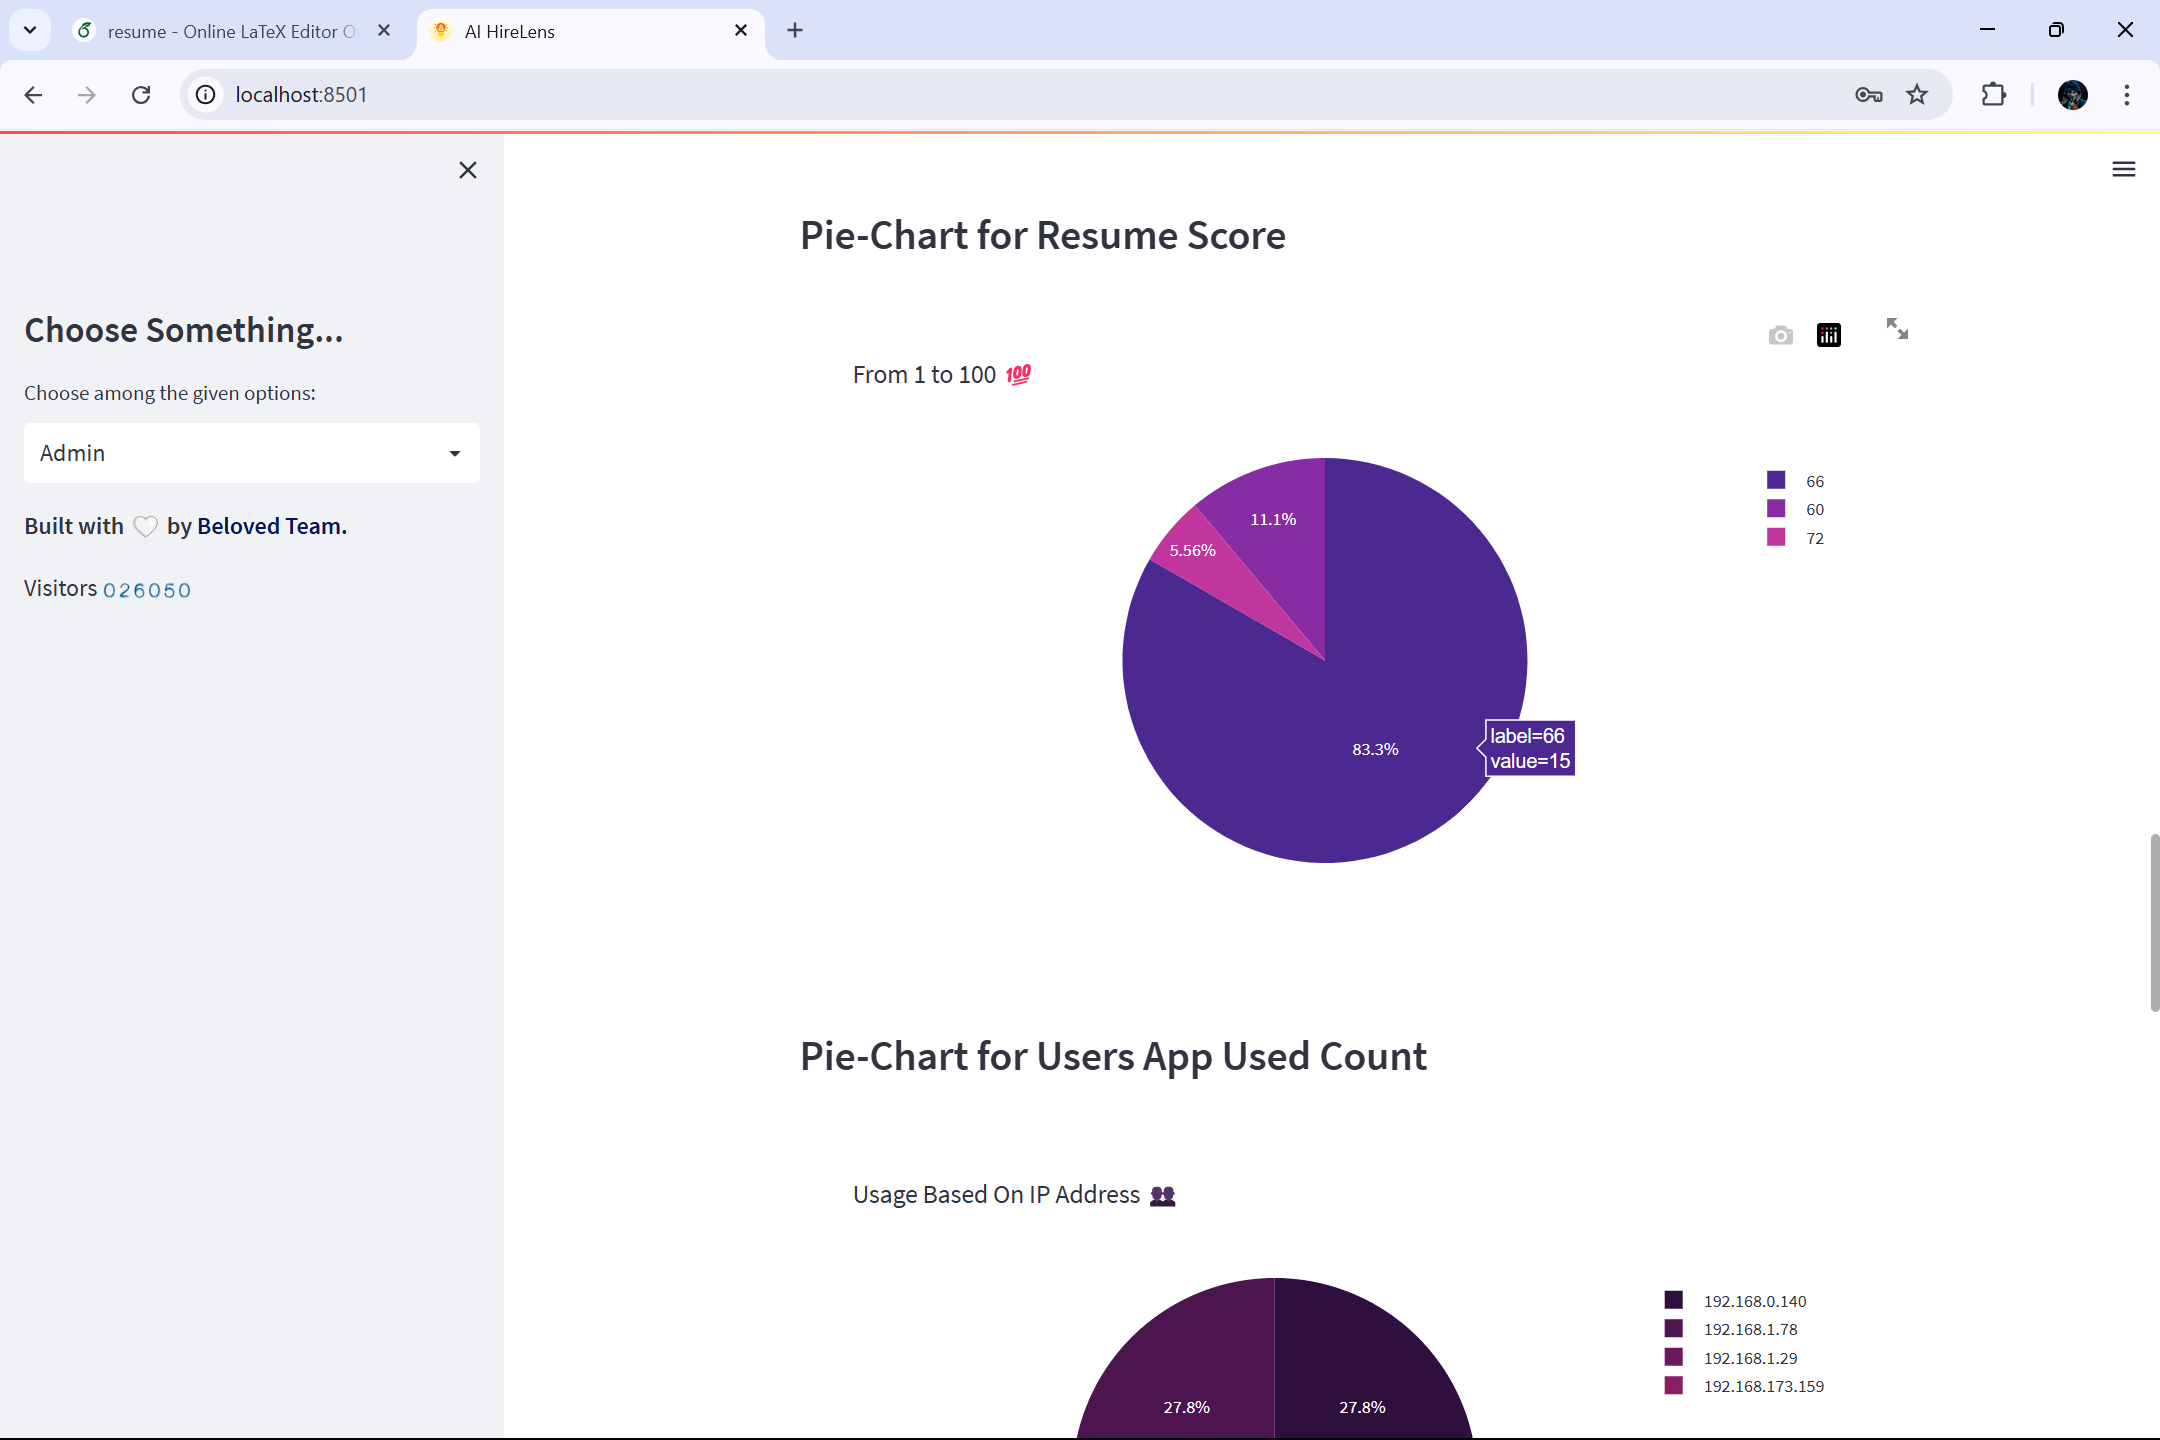 resume - Online LaTeX Editor O
AI HireLens
localhost:8501
Choose Something...
Choose among the given options:
Admin
Built with 🤍 by Beloved Team.
Visitors 026050
Pie-Chart for Resume Score
From 1 to 100 💯
66
60
72
11.1%
5.56%
83.3%
label=66
value=15
Pie-Chart for Users App Used Count
Usage Based On IP Address 👥
192.168.0.140
192.168.1.78
192.168.1.29
192.168.173.159
27.8%
27.8%